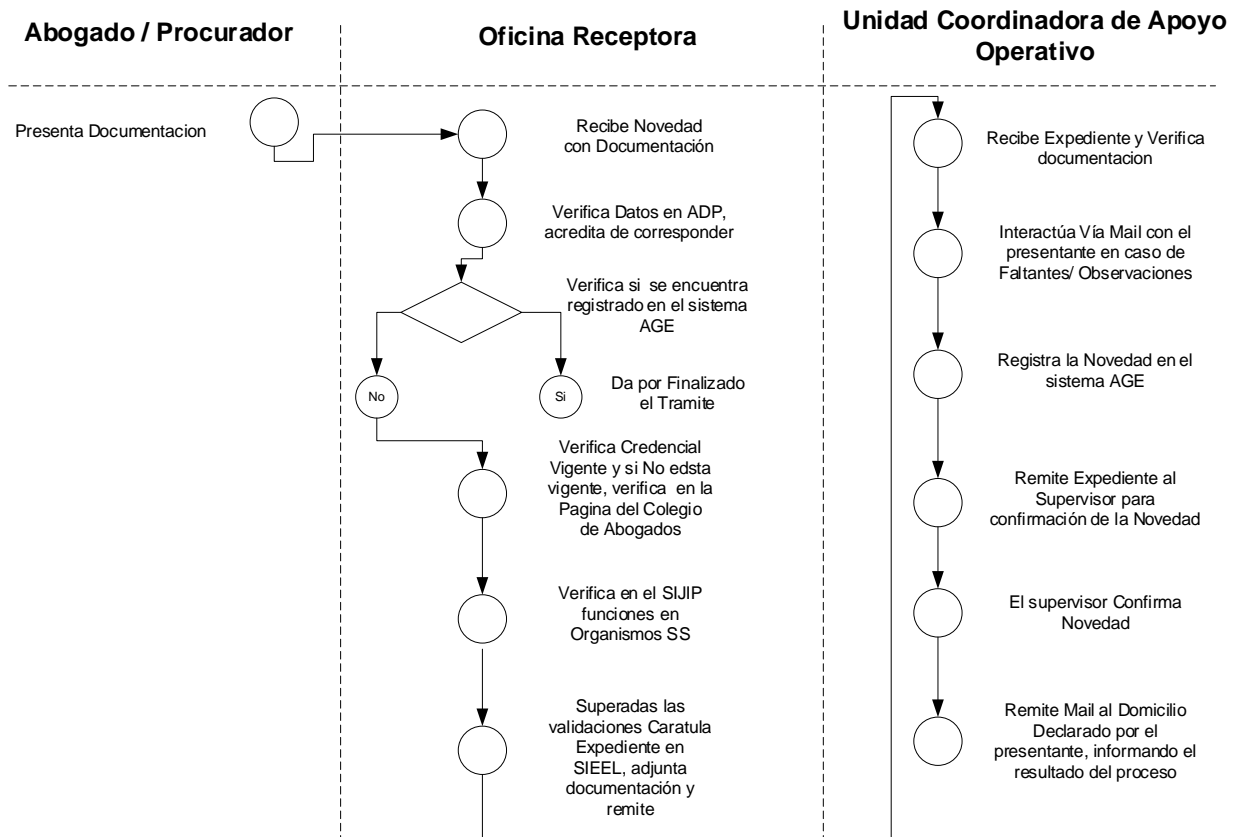 Abogado / Procurador
Oficina Receptora
Unidad Coordinadora de Apoyo
Operativo
Presenta Documentacion
Recibe Novedad
con Documentación
Verifica Datos en ADP,
acredita de corresponder
Verifica si se encuentra
registrado en el sistema
AGE
No
Si
Da por Finalizado
el Tramite
Verifica Credencial
Vigente y si No edsta
vigente, verifica en la
Pagina del Colegio
de Abogados
Verifica en el SIJIP
funciones en
Organismos SS
Superadas las
validaciones Caratula
Expediente en
SIEEL, adjunta
documentación y
remite
Recibe Expediente y Verifica
documentacion
Interactúa Vía Mail con el
presentante en caso de
Faltantes/ Observaciones
Registra la Novedad en el
sistema AGE
Remite Expediente al
Supervisor para
confirmación de la Novedad
El supervisor Confirma
Novedad
Remite Mail al Domicilio
Declarado por el
presentante, informando el
resultado del proceso